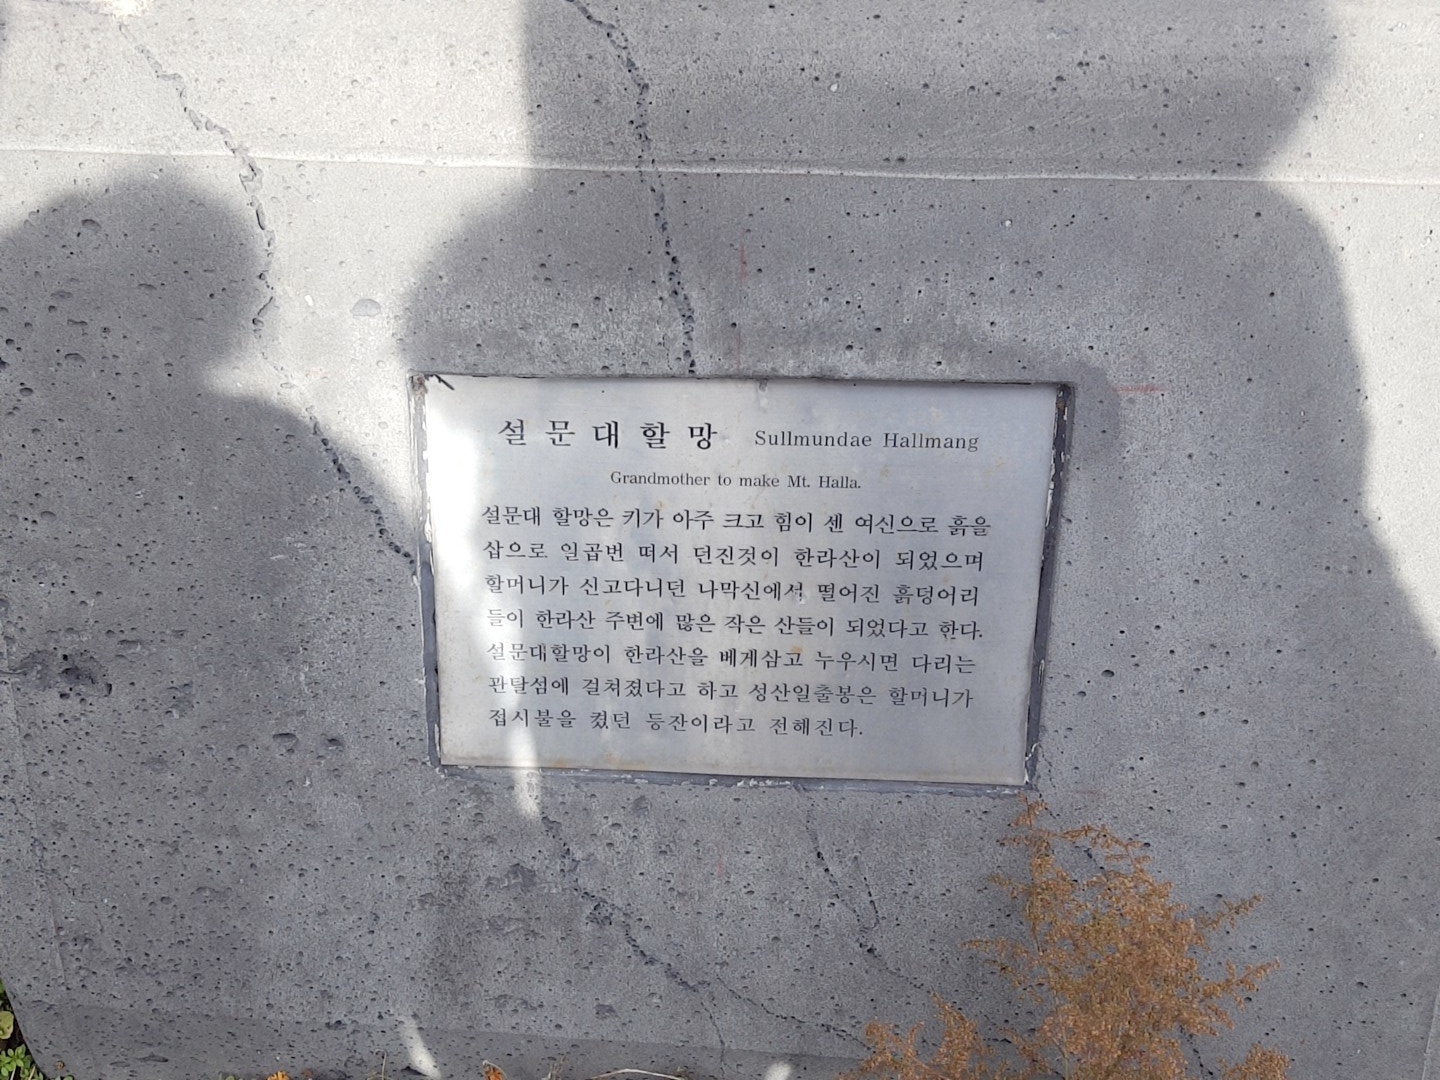 설문대할망 Sullmundae Hallmang
Grandmother to make Mt. Halla.
설문대 할망은 키가 아주 크고 힘이 센 여신으로 흙을
삽으로 일곱번 떠서 던진것이 한라산이 되었으며
할머니가 신고다니던 나막신에서 떨어진 흙덩어리
들이 한라산 주변에 많은 작은 산들이 되었다고 한다.
설문대할망이 한라산을 베게삼고 누우시면 다리는
관탈섬에 걸쳐졌다고 하고 성산일출봉은 할머니가
접시불을 켰던 등잔이라고 전해진다.